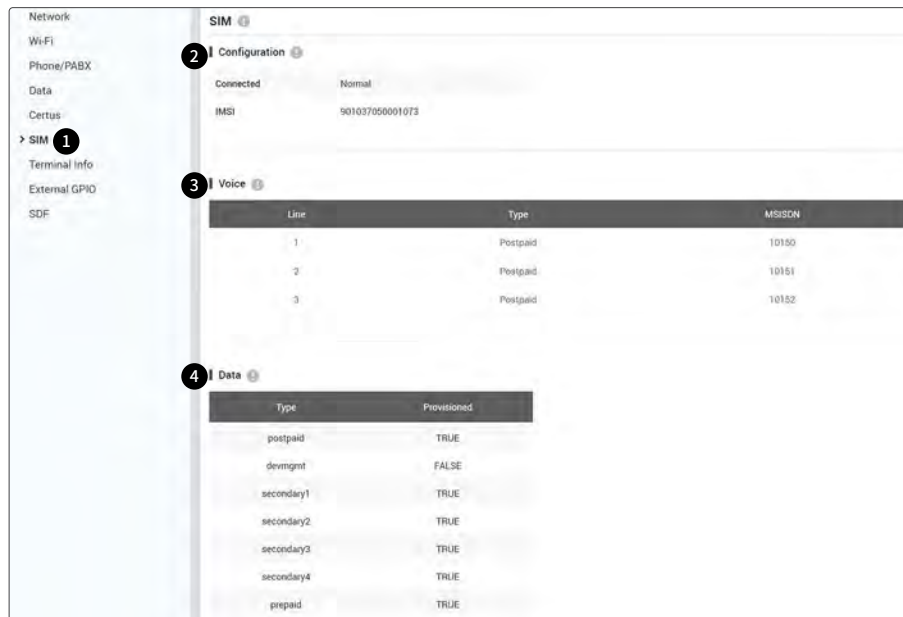 Network
Wi-Fi
Phone/PABX
Data
Certus
> SIM 1
Terminal Info
External GPIO
SDF
SIM
2 Configuration
Connected Normal
IMSI 901037050001073
3 Voice
Line Type MSISDN
1 Postpaid 10150
2 Postpaid 10151
3 Postpaid 10152
4 Data
Type Provisioned
postpaid TRUE
devmgmt FALSE
secondary1 TRUE
secondary2 TRUE
secondary3 TRUE
secondary4 TRUE
prepaid TRUE